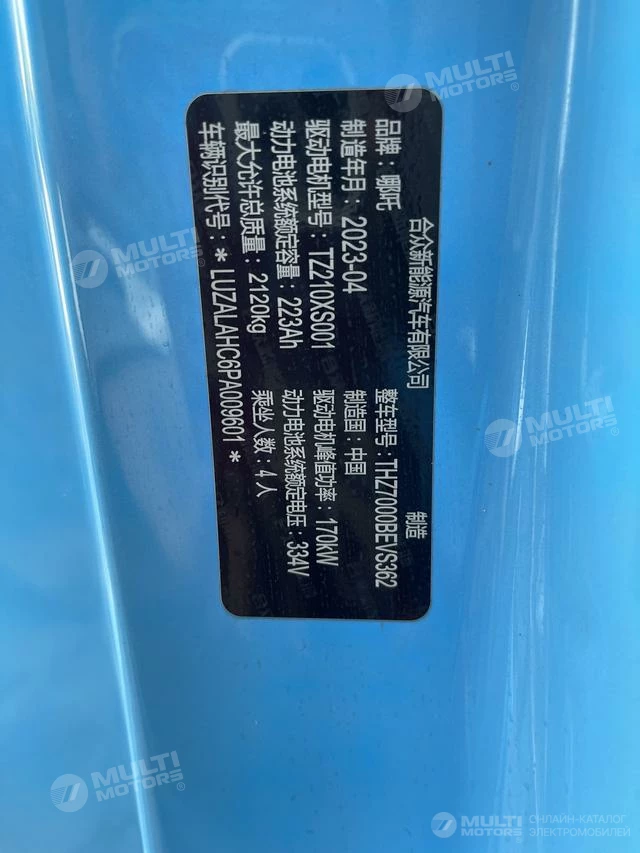 合众新能源汽车有限公司 制造
品牌：哪吒 整车型号：THZ7000BEVS362
制造年月：2023-04 制造国：中国
驱动电机型号：TZ210XS001 驱动电机峰值功率：170kW
动力电池系统额定容量：223Ah 动力电池系统额定电压：334V
最大允许总质量：2120kg 乘坐人数：4人
车辆识别代号：＊LUZALAHC6PA009601＊
MULTI MOTORS®
MULTI MOTORS®
MULTI MOTORS®
MULTI MOTORS®
MULTI MOTORS® ОНЛАЙН-КАТАЛОГ ЭЛЕКТРОМОБИЛЕЙ